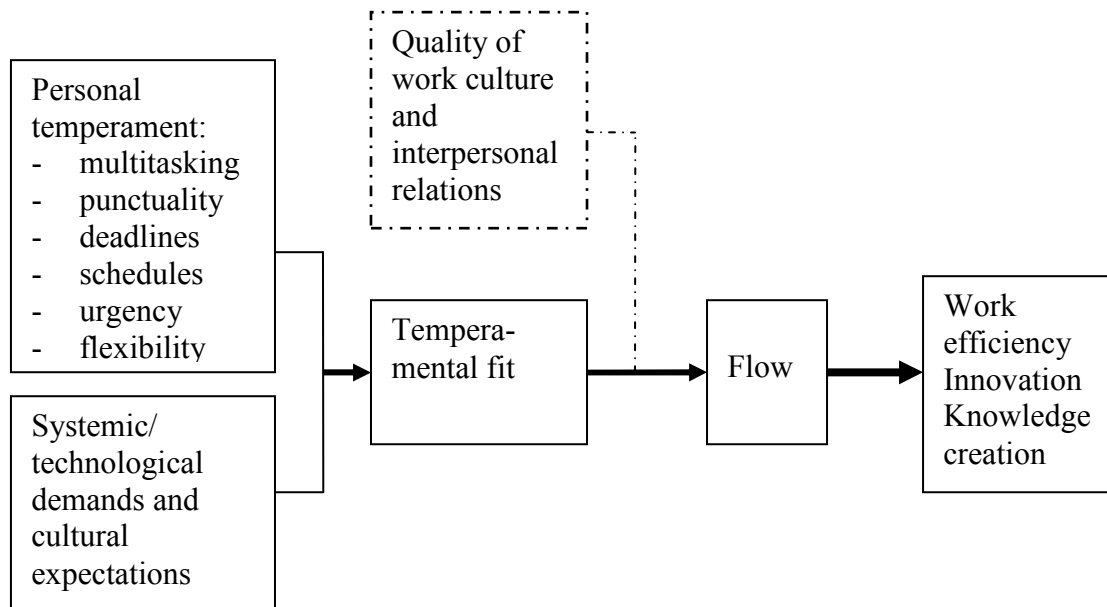 Personal
temperament:
- multitasking
- punctuality
- deadlines
- schedules
- urgency
- flexibility
Systemic/
technological
demands and
cultural
expectations
Quality of
work culture
and
interpersonal
relations
Tempera-
mental fit
Flow
Work
efficiency
Innovation
Knowledge
creation